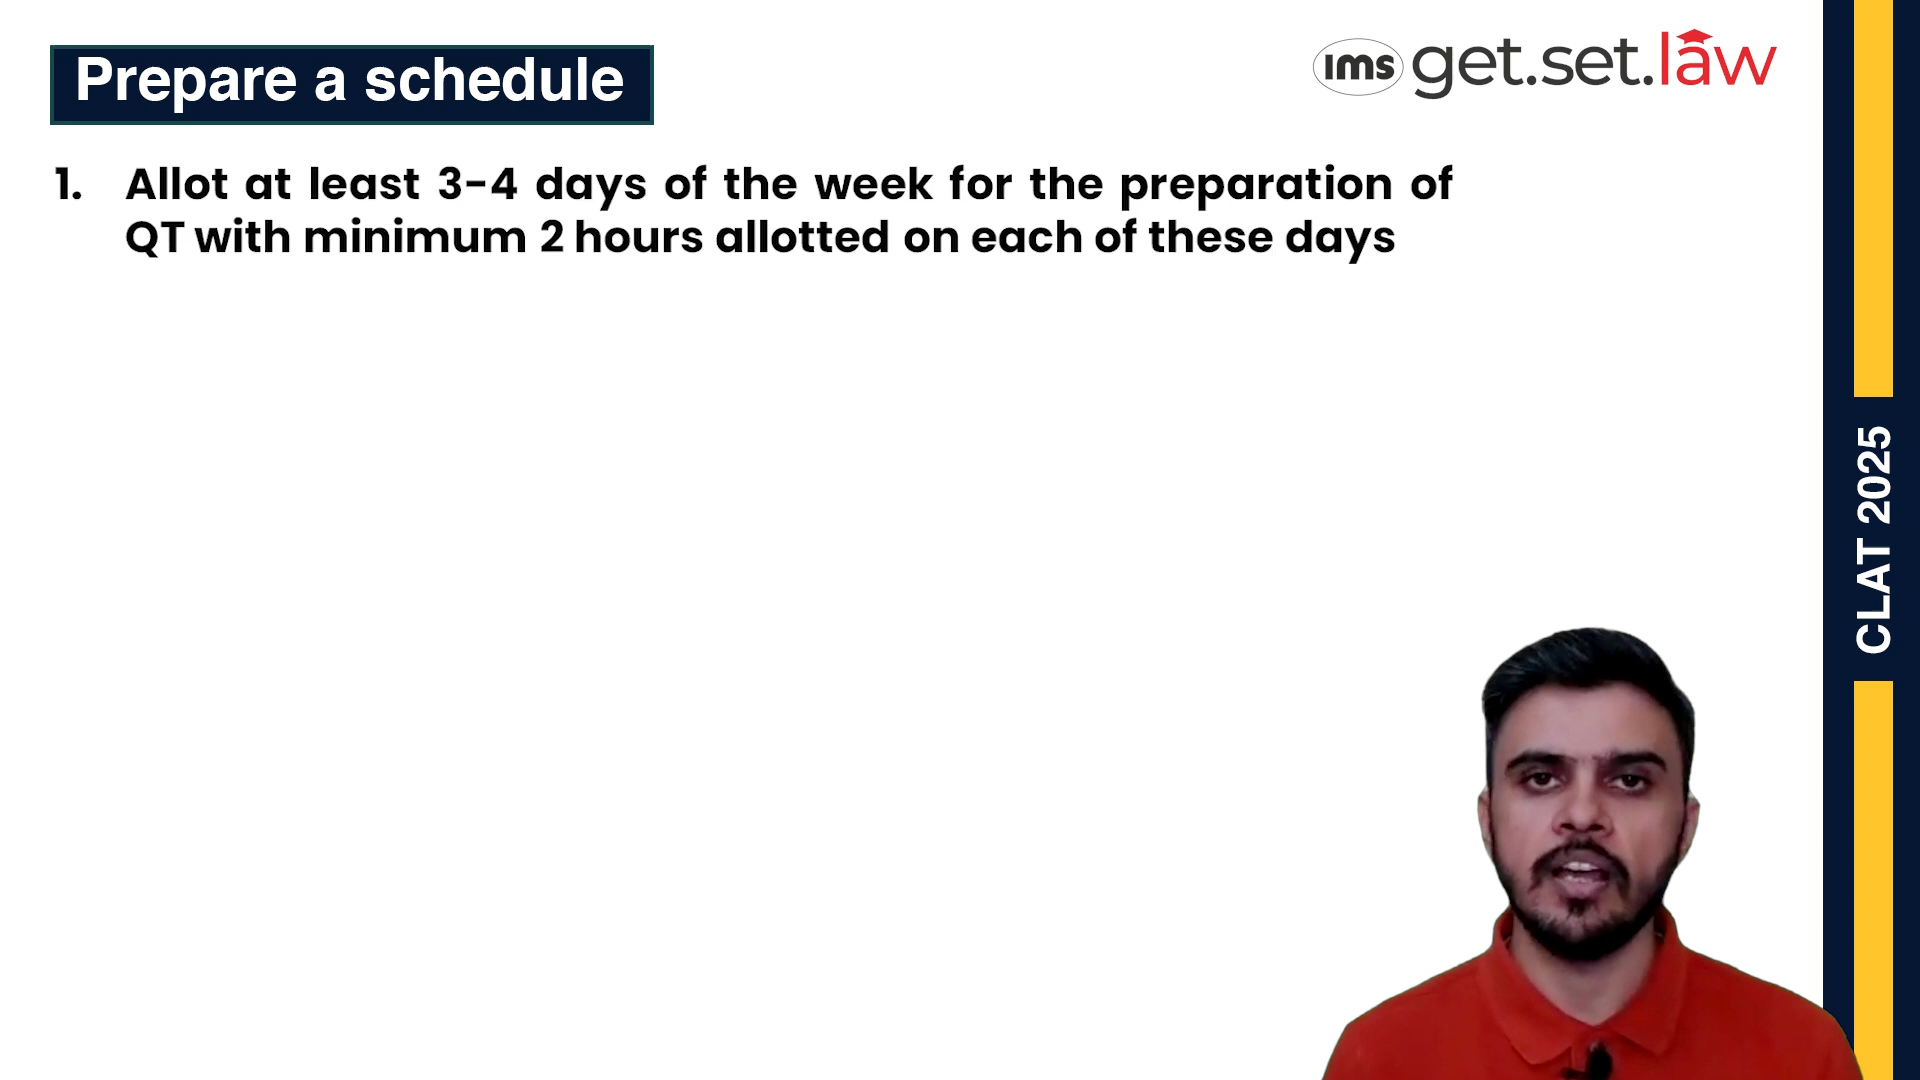 Prepare a schedule
ims get.set.law
1. Allot at least 3-4 days of the week for the preparation of
QT with minimum 2 hours allotted on each of these days
CLAT 2025